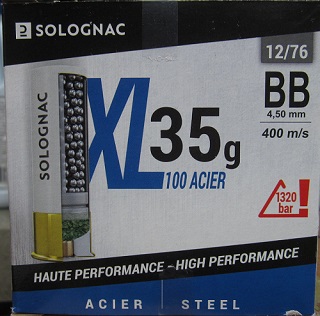 SOLOGNAC
12/76
BB
4,50 mm
400 m/s
SOLOGNAC
XL 35g
100 ACIER
1320
bar !
HAUTE PERFORMANCE - HIGH PERFORMANCE
ACIER STEEL